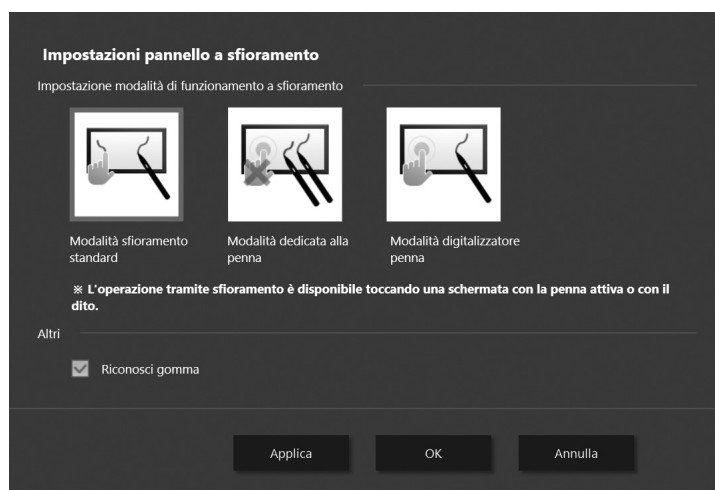 Impostazioni pannello a sfioramento
Impostazione modalità di funzionamento a sfioramento
Modalità sfioramento
standard
Modalità dedicata alla
penna
Modalità digitalizzatore
penna
※ L'operazione tramite sfioramento è disponibile toccando una schermata con la penna attiva o con il
dito.
Altri
Riconosci gomma
Applica
OK
Annulla